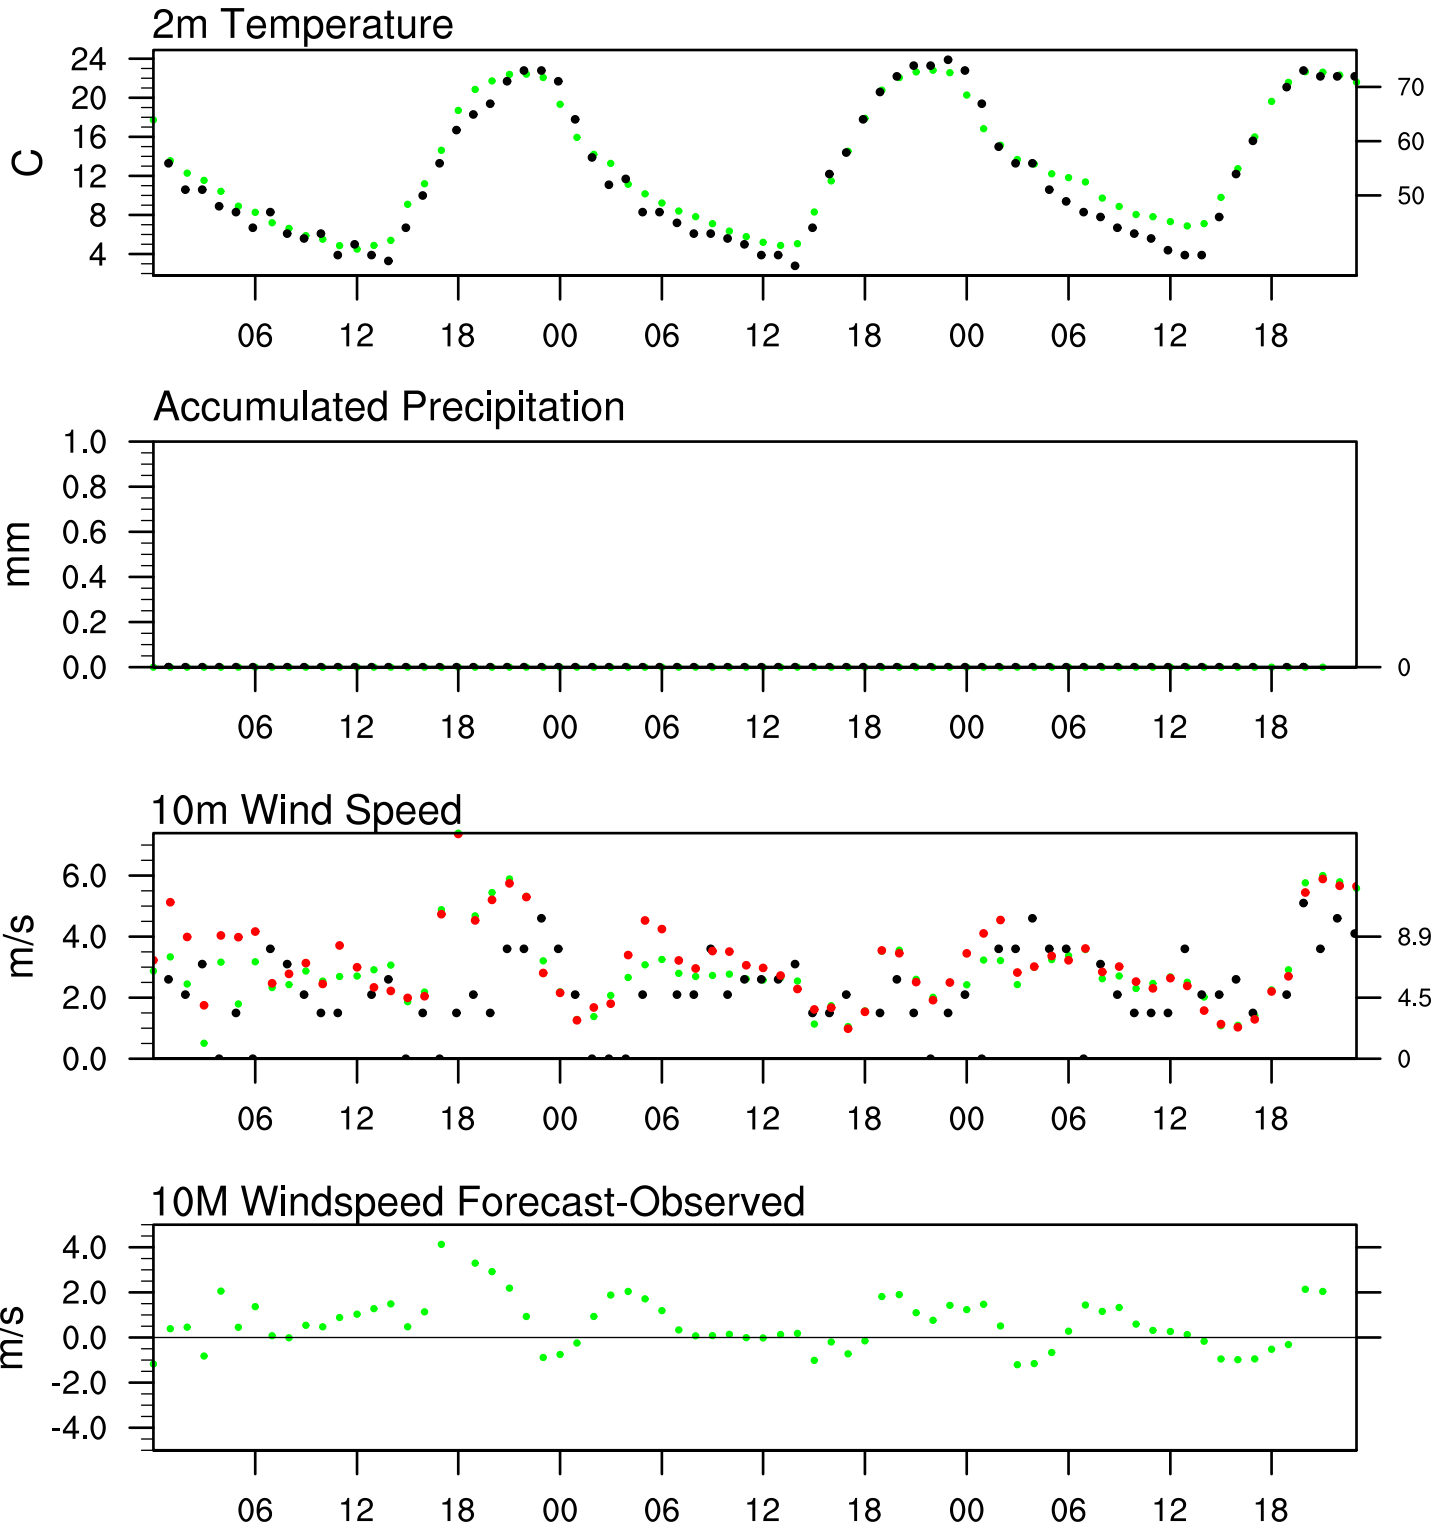 2m Temperature
24
20
16
12
8
4
C
70
60
50
06 12 18 00 06 12 18 00 06 12 18
Accumulated Precipitation
1.0
0.8
0.6
0.4
0.2
0.0
mm
0
06 12 18 00 06 12 18 00 06 12 18
10m Wind Speed
6.0
4.0
2.0
0.0
m/s
8.9
4.5
0
06 12 18 00 06 12 18 00 06 12 18
10M Windspeed Forecast-Observed
4.0
2.0
0.0
-2.0
-4.0
m/s
06 12 18 00 06 12 18 00 06 12 18